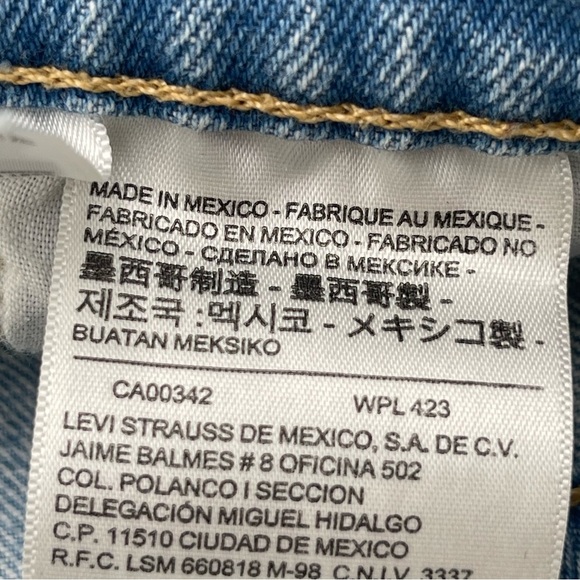 MADE IN MEXICO - FABRIQUE AU MEXIQUE -
FABRICADO EN MEXICO - FABRICADO NO
MÉXICO - СДЕЛАНО В МЕКСИКЕ -
墨西哥制造 - 墨西哥製 -
제조국 :멕시코 - メキシコ製 -
BUATAN MEKSIKO
CA00342 WPL 423
LEVI STRAUSS DE MEXICO, S.A. DE C.V.
JAIME BALMES # 8 OFICINA 502
COL. POLANCO I SECCION
DELEGACIÓN MIGUEL HIDALGO
C.P. 11510 CIUDAD DE MEXICO
R.F.C. LSM 660818 M-98 C.N.I.V. 3337